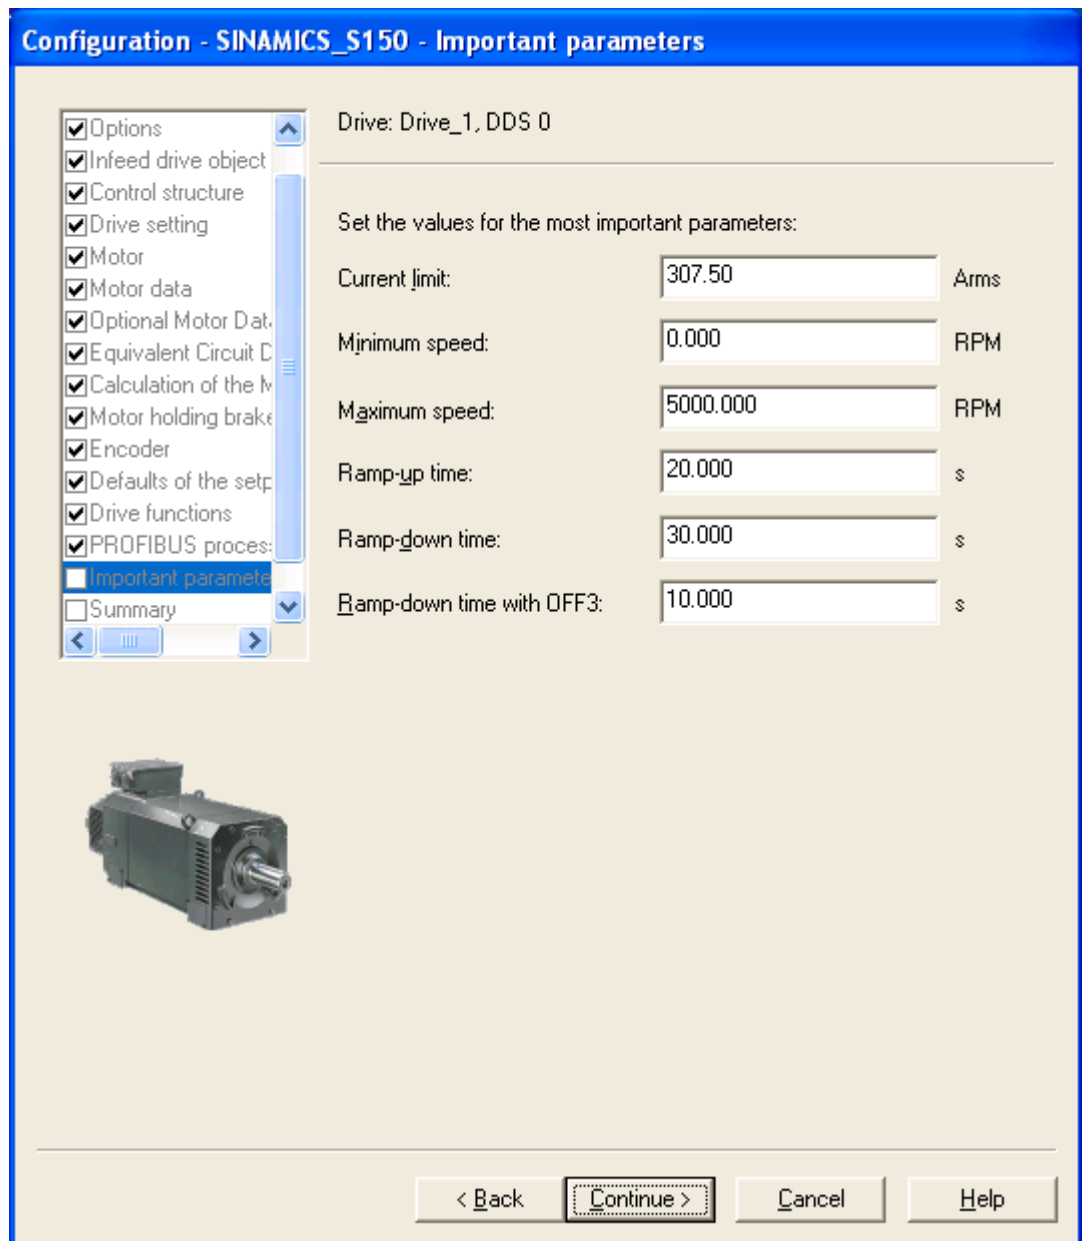 Configuration - SINAMICS_S150 - Important parameters
Options
Infeed drive object
Control structure
Drive setting
Motor
Motor data
Optional Motor Dat
Equivalent Circuit D
Calculation of the M
Motor holding brake
Encoder
Defaults of the setp
Drive functions
PROFIBUS process
Important paramete
Summary
Drive: Drive_1, DDS 0
Set the values for the most important parameters:
Current limit: 307.50 Arms
Minimum speed: 0.000 RPM
Maximum speed: 5000.000 RPM
Ramp-up time: 20.000 s
Ramp-down time: 30.000 s
Ramp-down time with OFF3: 10.000 s
< Back Continue > Cancel Help